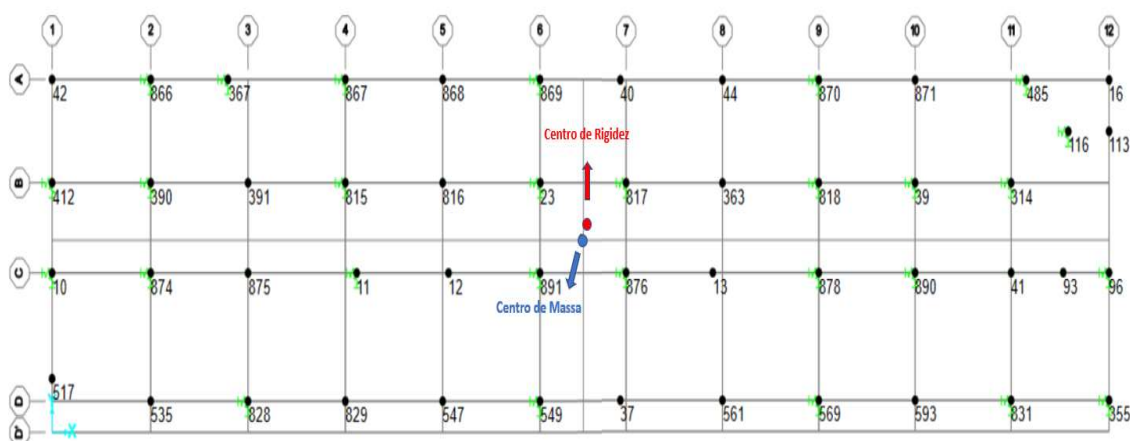 1 2 3 4 5 6 7 8 9 10 11 12
A
42 866 367 867 868 869 40 44 870 871 485 16
116 113
Centro de Rigidez
B
412 390 391 815 816 23 817 363 818 39 814
C
10 874 875 11 12 891 876 13 878 890 41 93 96
Centro de Massa
517
D
535 828 829 547 549 37 561 569 593 831 355
X